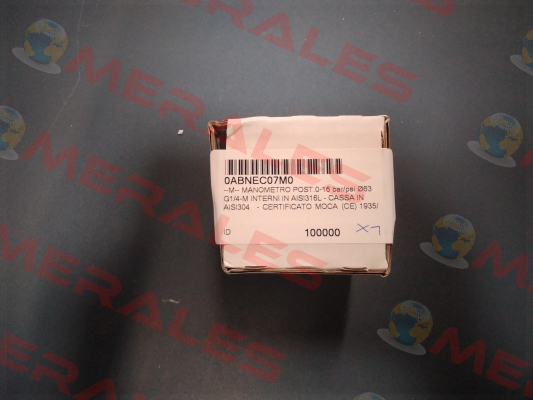 MERALES
MERALES
MERALES
MERALES
0ABNEC07M0
--M-- MANOMETRO POST.0-16 bar/psi Ø63
G1/4-M INTERNI IN AISI316L - CASSA IN
AISI304 - CERTIFICATO MOCA (CE) 1935/
ID 100000 X1